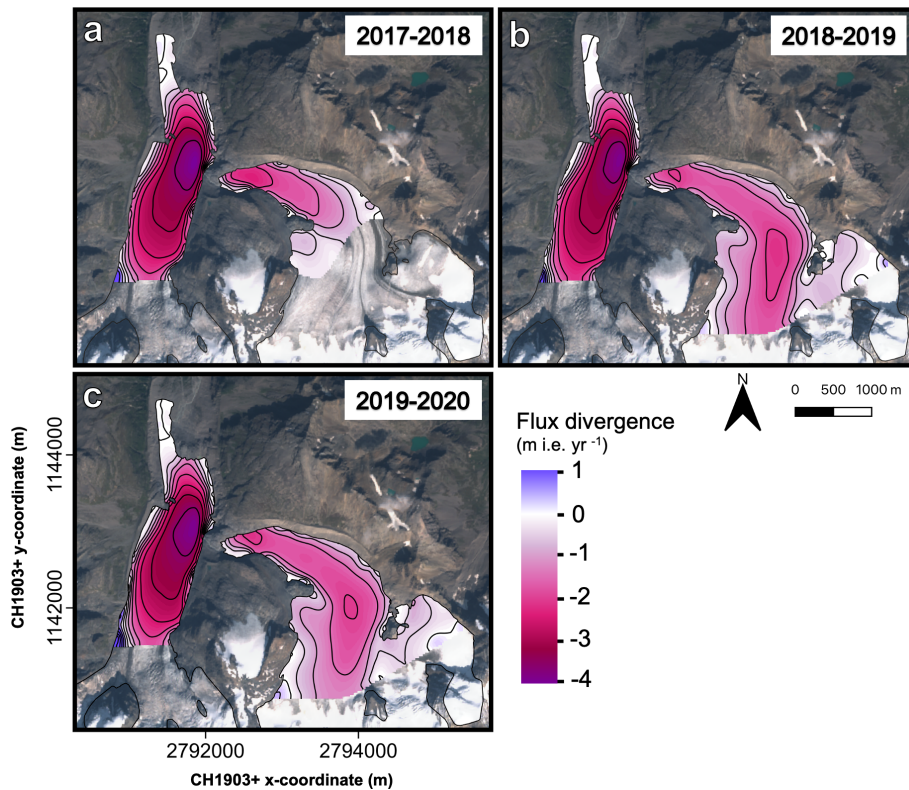 a
2017-2018
b
2018-2019
c
2019-2020
N
0 500 1000 m
Flux divergence
(m i.e. yr -1)
1
0
-1
-2
-3
-4
CH1903+ y-coordinate (m)
1144000
1142000
2792000 2794000
CH1903+ x-coordinate (m)